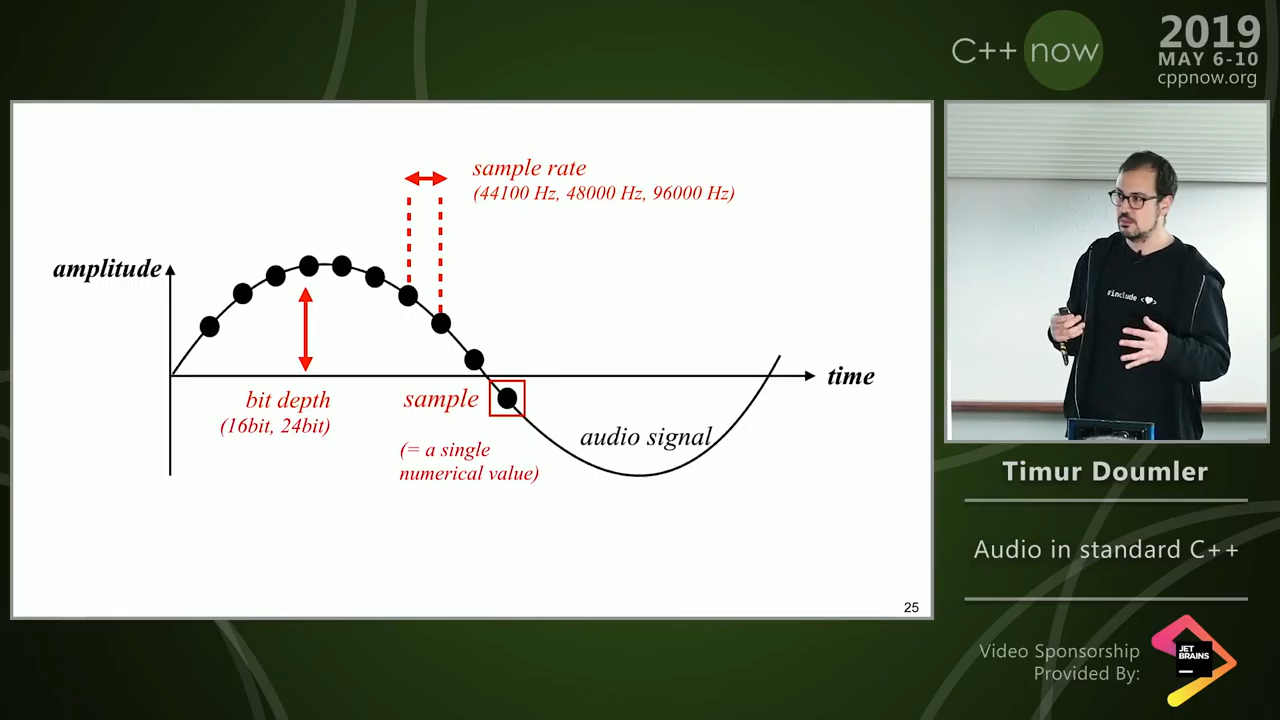 C++ now
2019
MAY 6-10
cppnow.org
sample rate
(44100 Hz, 48000 Hz, 96000 Hz)
amplitude
time
bit depth
(16bit, 24bit)
sample
(= a single
numerical value)
audio signal
25
#include <♥>
Timur Doumler
Audio in standard C++
Video Sponsorship
Provided By:
JET
BRAINS